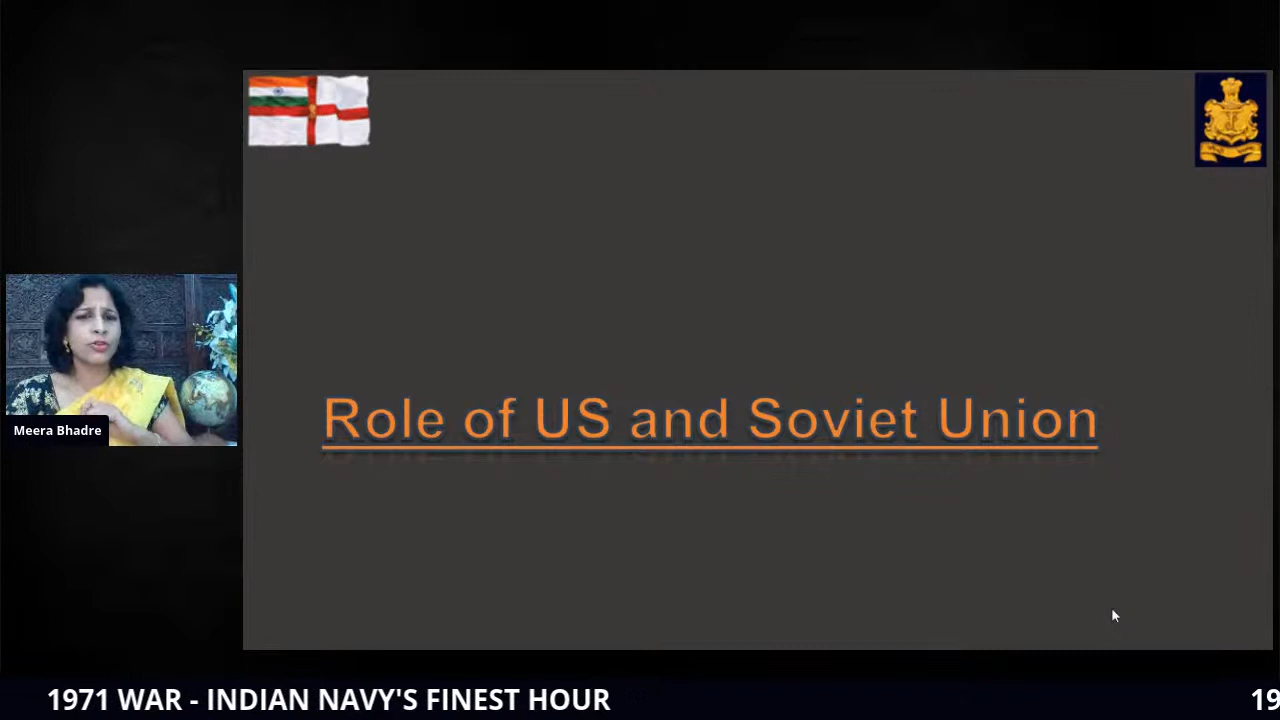 Role of US and Soviet Union
Meera Bhadre
1971 WAR - INDIAN NAVY'S FINEST HOUR
19